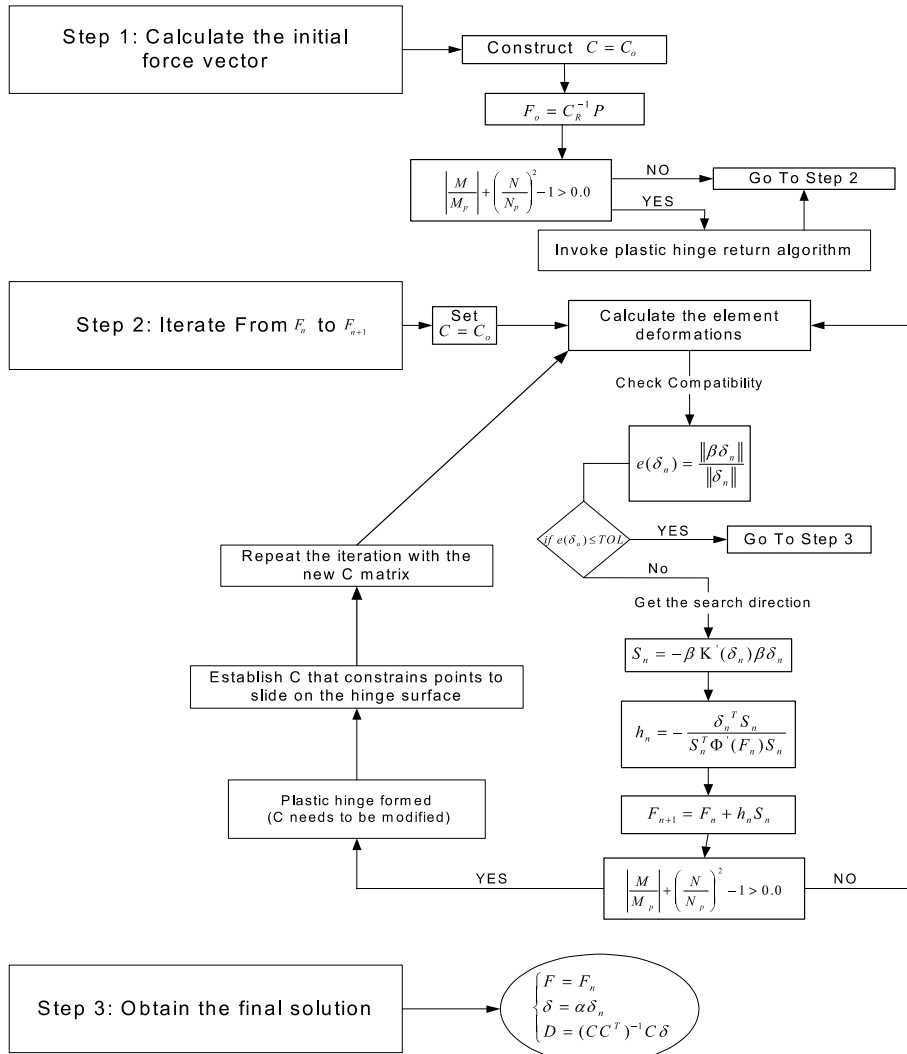 Step 1: Calculate the initial
force vector
Construct C = C_o
F_o = C_R^{-1} P
|M/M_p| + (N/N_p)^2 − 1 > 0.0
NO
Go To Step 2
YES
Invoke plastic hinge return algorithm
Step 2: Iterate From F_n to F_{n+1}
Set
C = C_o
Calculate the element
deformations
Check Compatibility
e(δ_n) = ‖βδ_n‖ / ‖δ_n‖
if e(δ_n) ≤ TOL
YES
Go To Step 3
No
Get the search direction
S_n = −β K'(δ_n) βδ_n
h_n = − δ_n^T S_n / S_n^T Φ'(F_n) S_n
F_{n+1} = F_n + h_n S_n
|M/M_p| + (N/N_p)^2 − 1 > 0.0
NO
YES
Plastic hinge formed
(C needs to be modified)
Establish C that constrains points to
slide on the hinge surface
Repeat the iteration with the
new C matrix
Step 3: Obtain the final solution
F = F_n
δ = αδ_n
D = (CC^T)^{-1} C δ